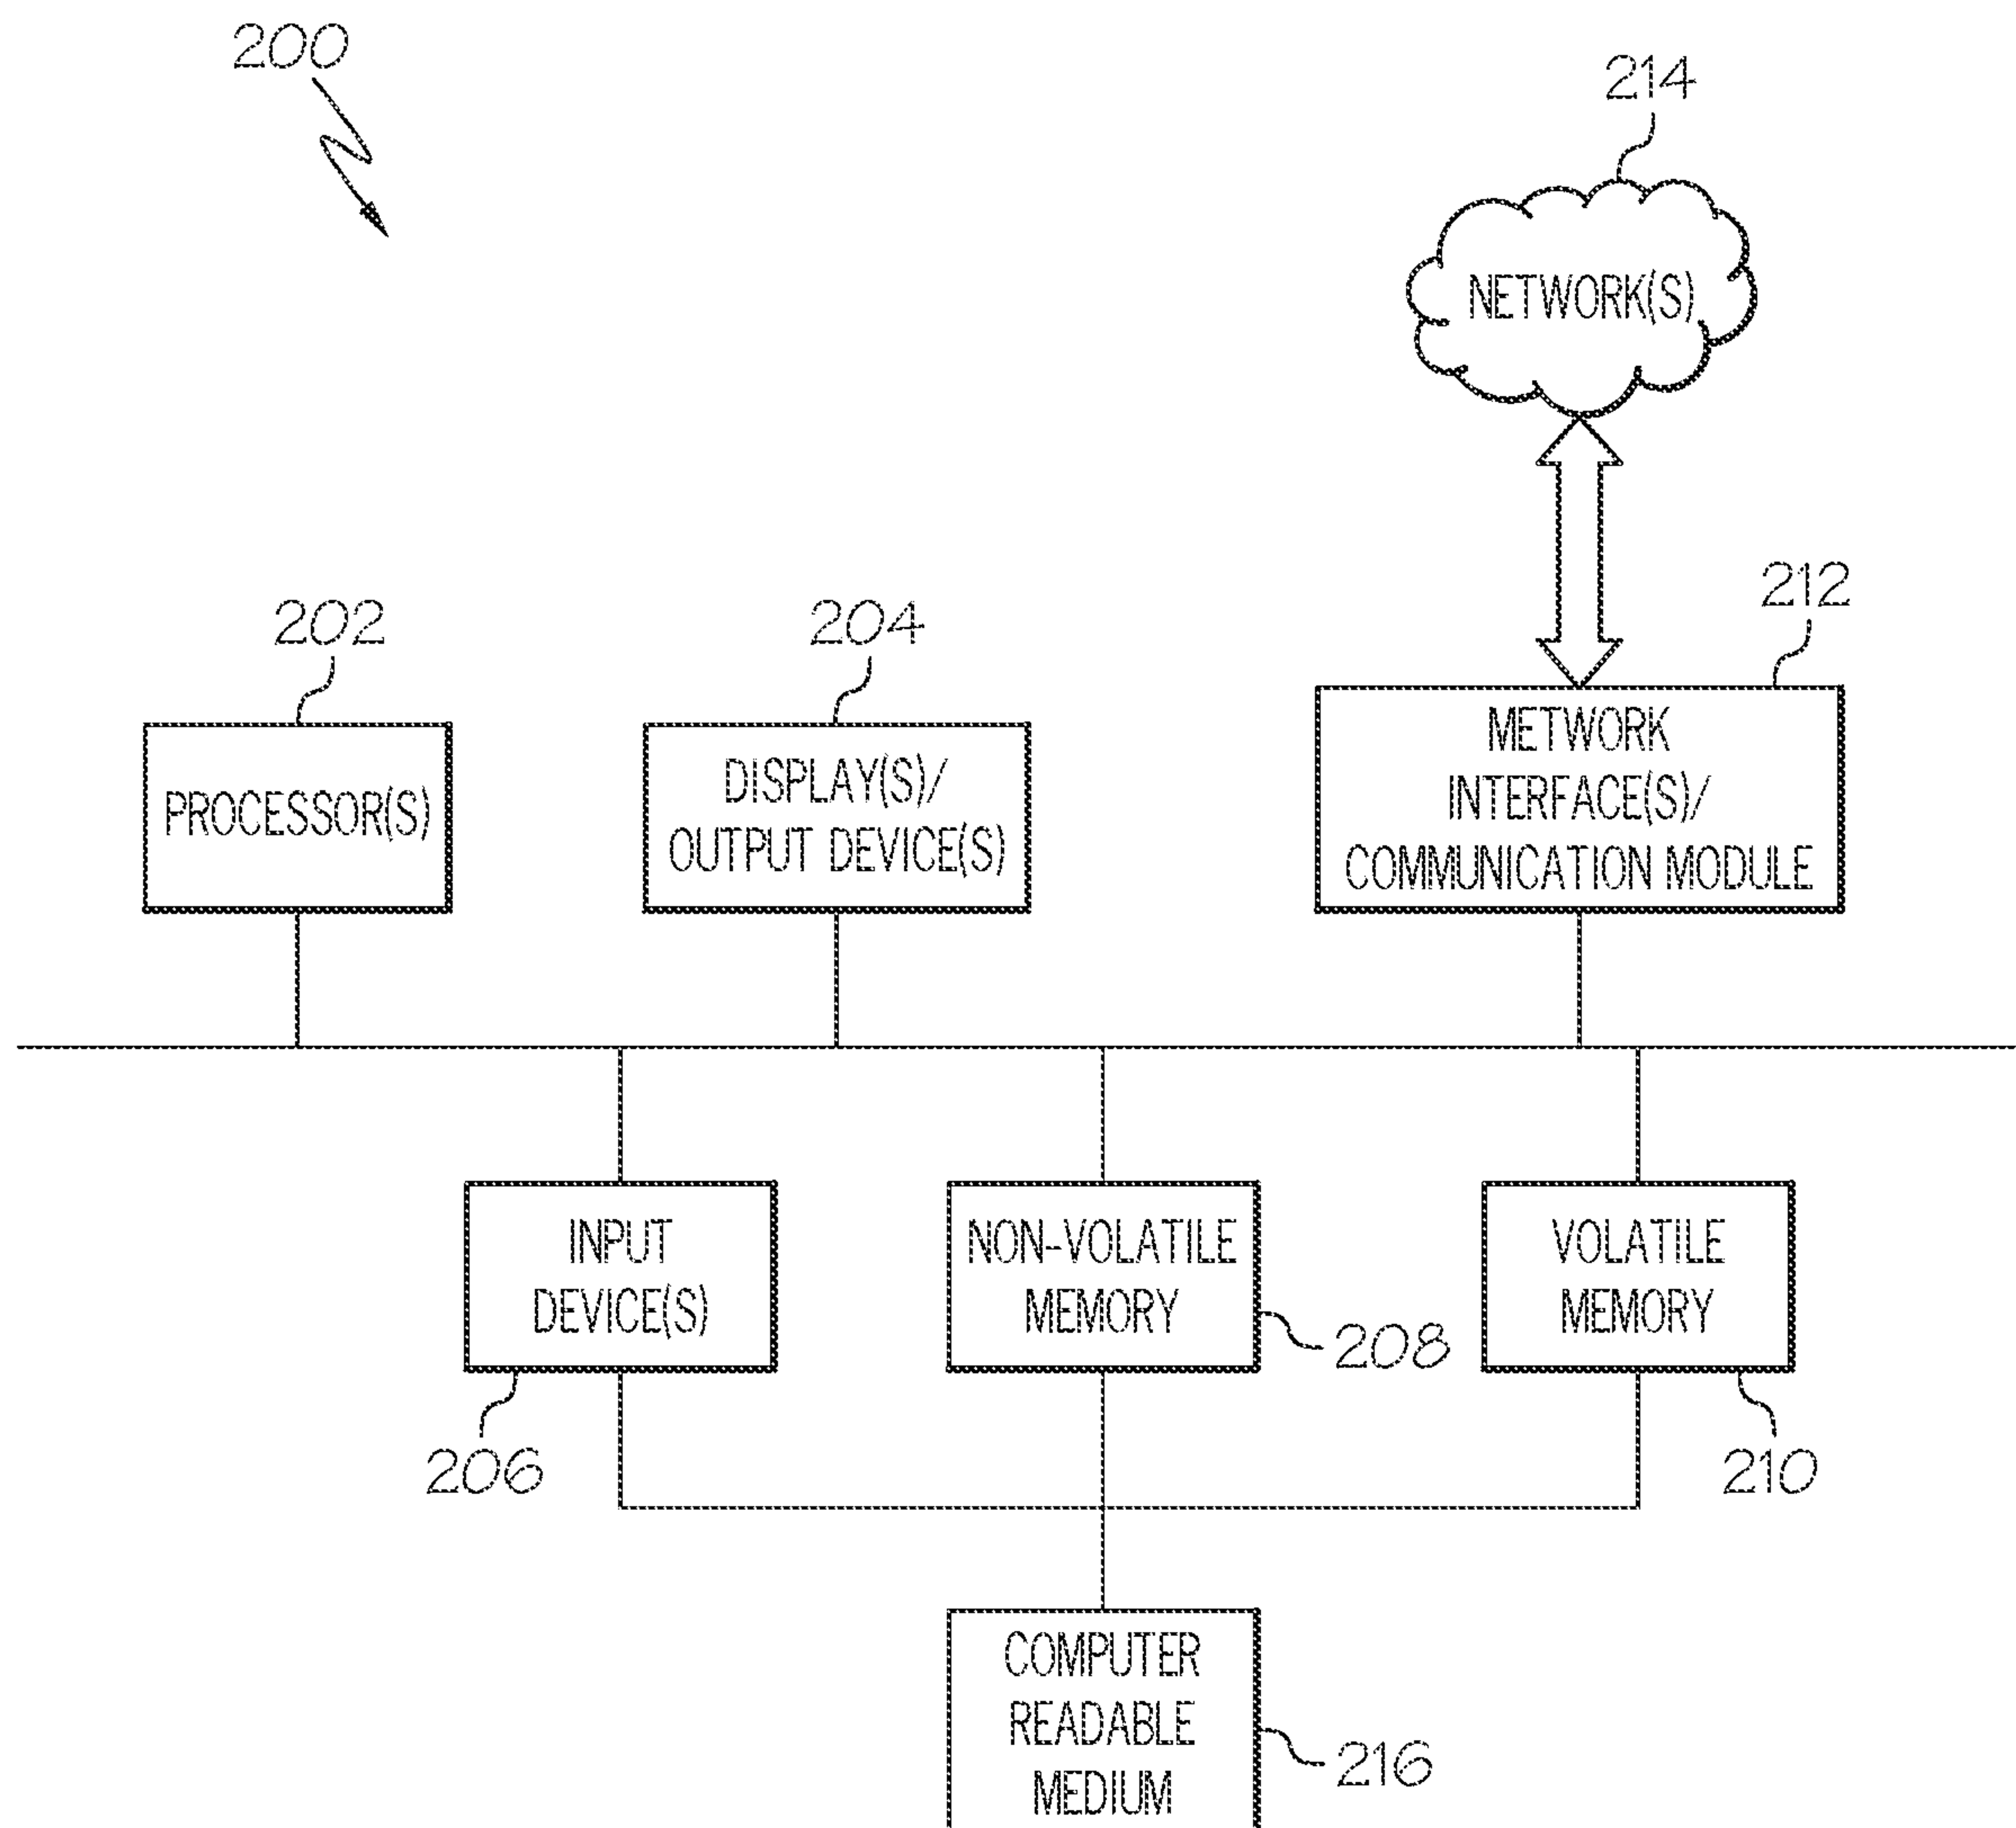 200
214
NETWORK(S)
212
202
204
METWORK
INTERFACE(S)/
COMMUNICATION MODULE
PROCESSOR(S)
DISPLAY(S)/
OUTPUT DEVICE(S)
INPUT
DEVICE(S)
NON-VOLATILE
MEMORY
VOLATILE
MEMORY
208
206
210
COMPUTER
READABLE
MEDIUM
216